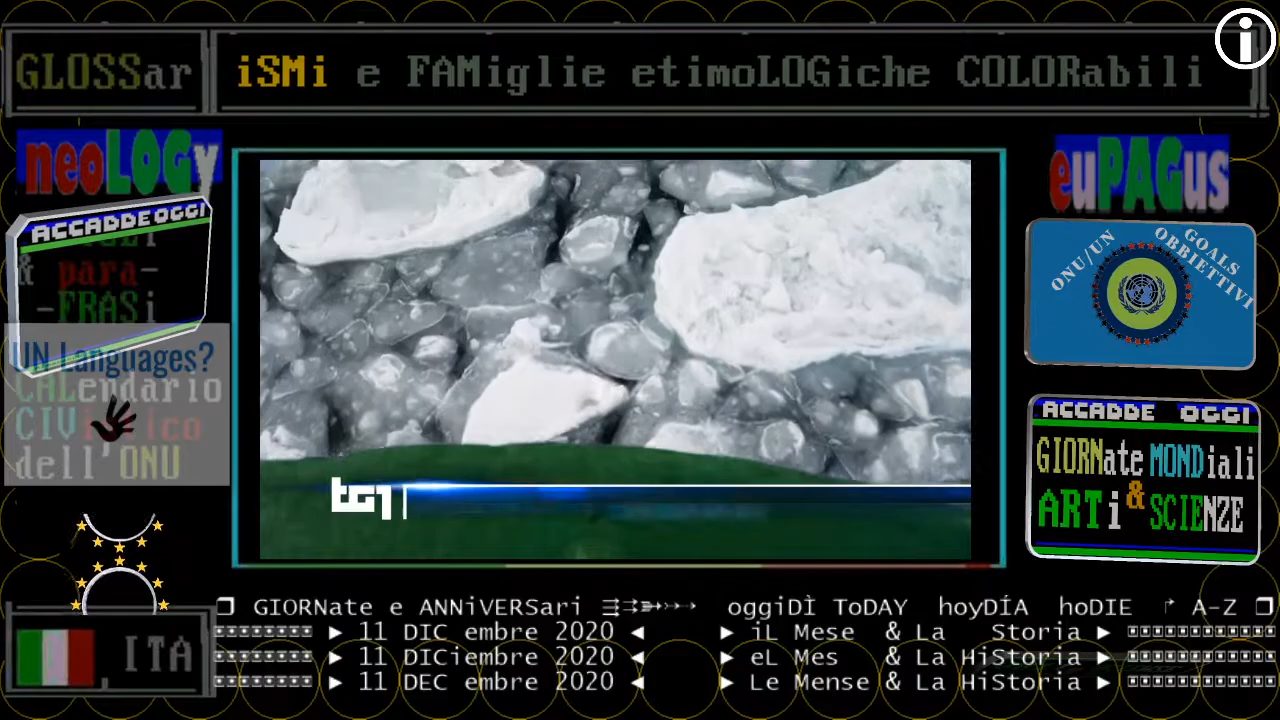 GLOSSar
iSMi e FAMiglie etimoLOGiche COLORabili
neoLOGy
euPAGus
ACCADDE OGGI
& para-
-FRASi
UN Languages?
CALendario
CIVi
dell'ONU
ONU/UN
GOALS
OBBIETTIVI
ACCADDE OGGI
GIORNate MONDiali
ARTi & SCIENZE
tg1
GIORNate e ANNiVERSari oggiDÌ ToDAY hoyDÍA hoDIE A-Z
▶ 11 DIC embre 2020 ◀ ▶ iL Mese & La Storia ▶
▶ 11 DICiembre 2020 ◀ ▶ eL Mes & La HiStoria ▶
▶ 11 DEC embre 2020 ◀ ▶ Le Mense & La HiStoria ▶
ITA